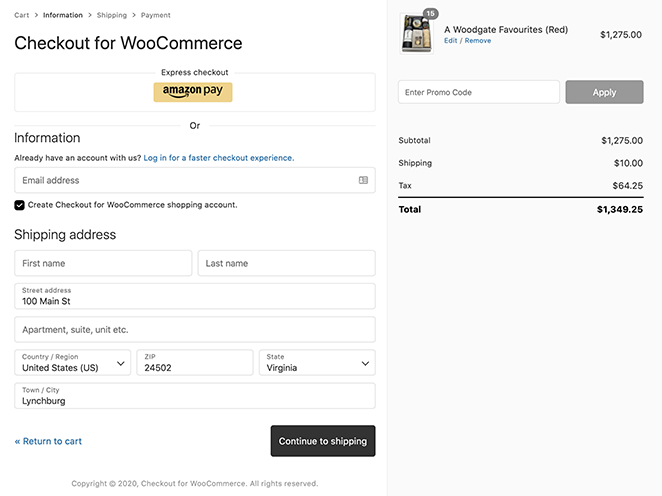 Cart > Information > Shipping > Payment
Checkout for WooCommerce
Express checkout
amazon pay
Or
Information
Already have an account with us? Log in for a faster checkout experience.
Email address
Create Checkout for WooCommerce shopping account.
Shipping address
First name
Last name
Street address
100 Main St
Apartment, suite, unit etc.
Country / Region
United States (US)
ZIP
24502
State
Virginia
Town / City
Lynchburg
« Return to cart
Continue to shipping
Copyright © 2020, Checkout for WooCommerce. All rights reserved.
15
A Woodgate Favourites (Red)
$1,275.00
Edit / Remove
Enter Promo Code
Apply
Subtotal $1,275.00
Shipping $10.00
Tax $64.25
Total $1,349.25